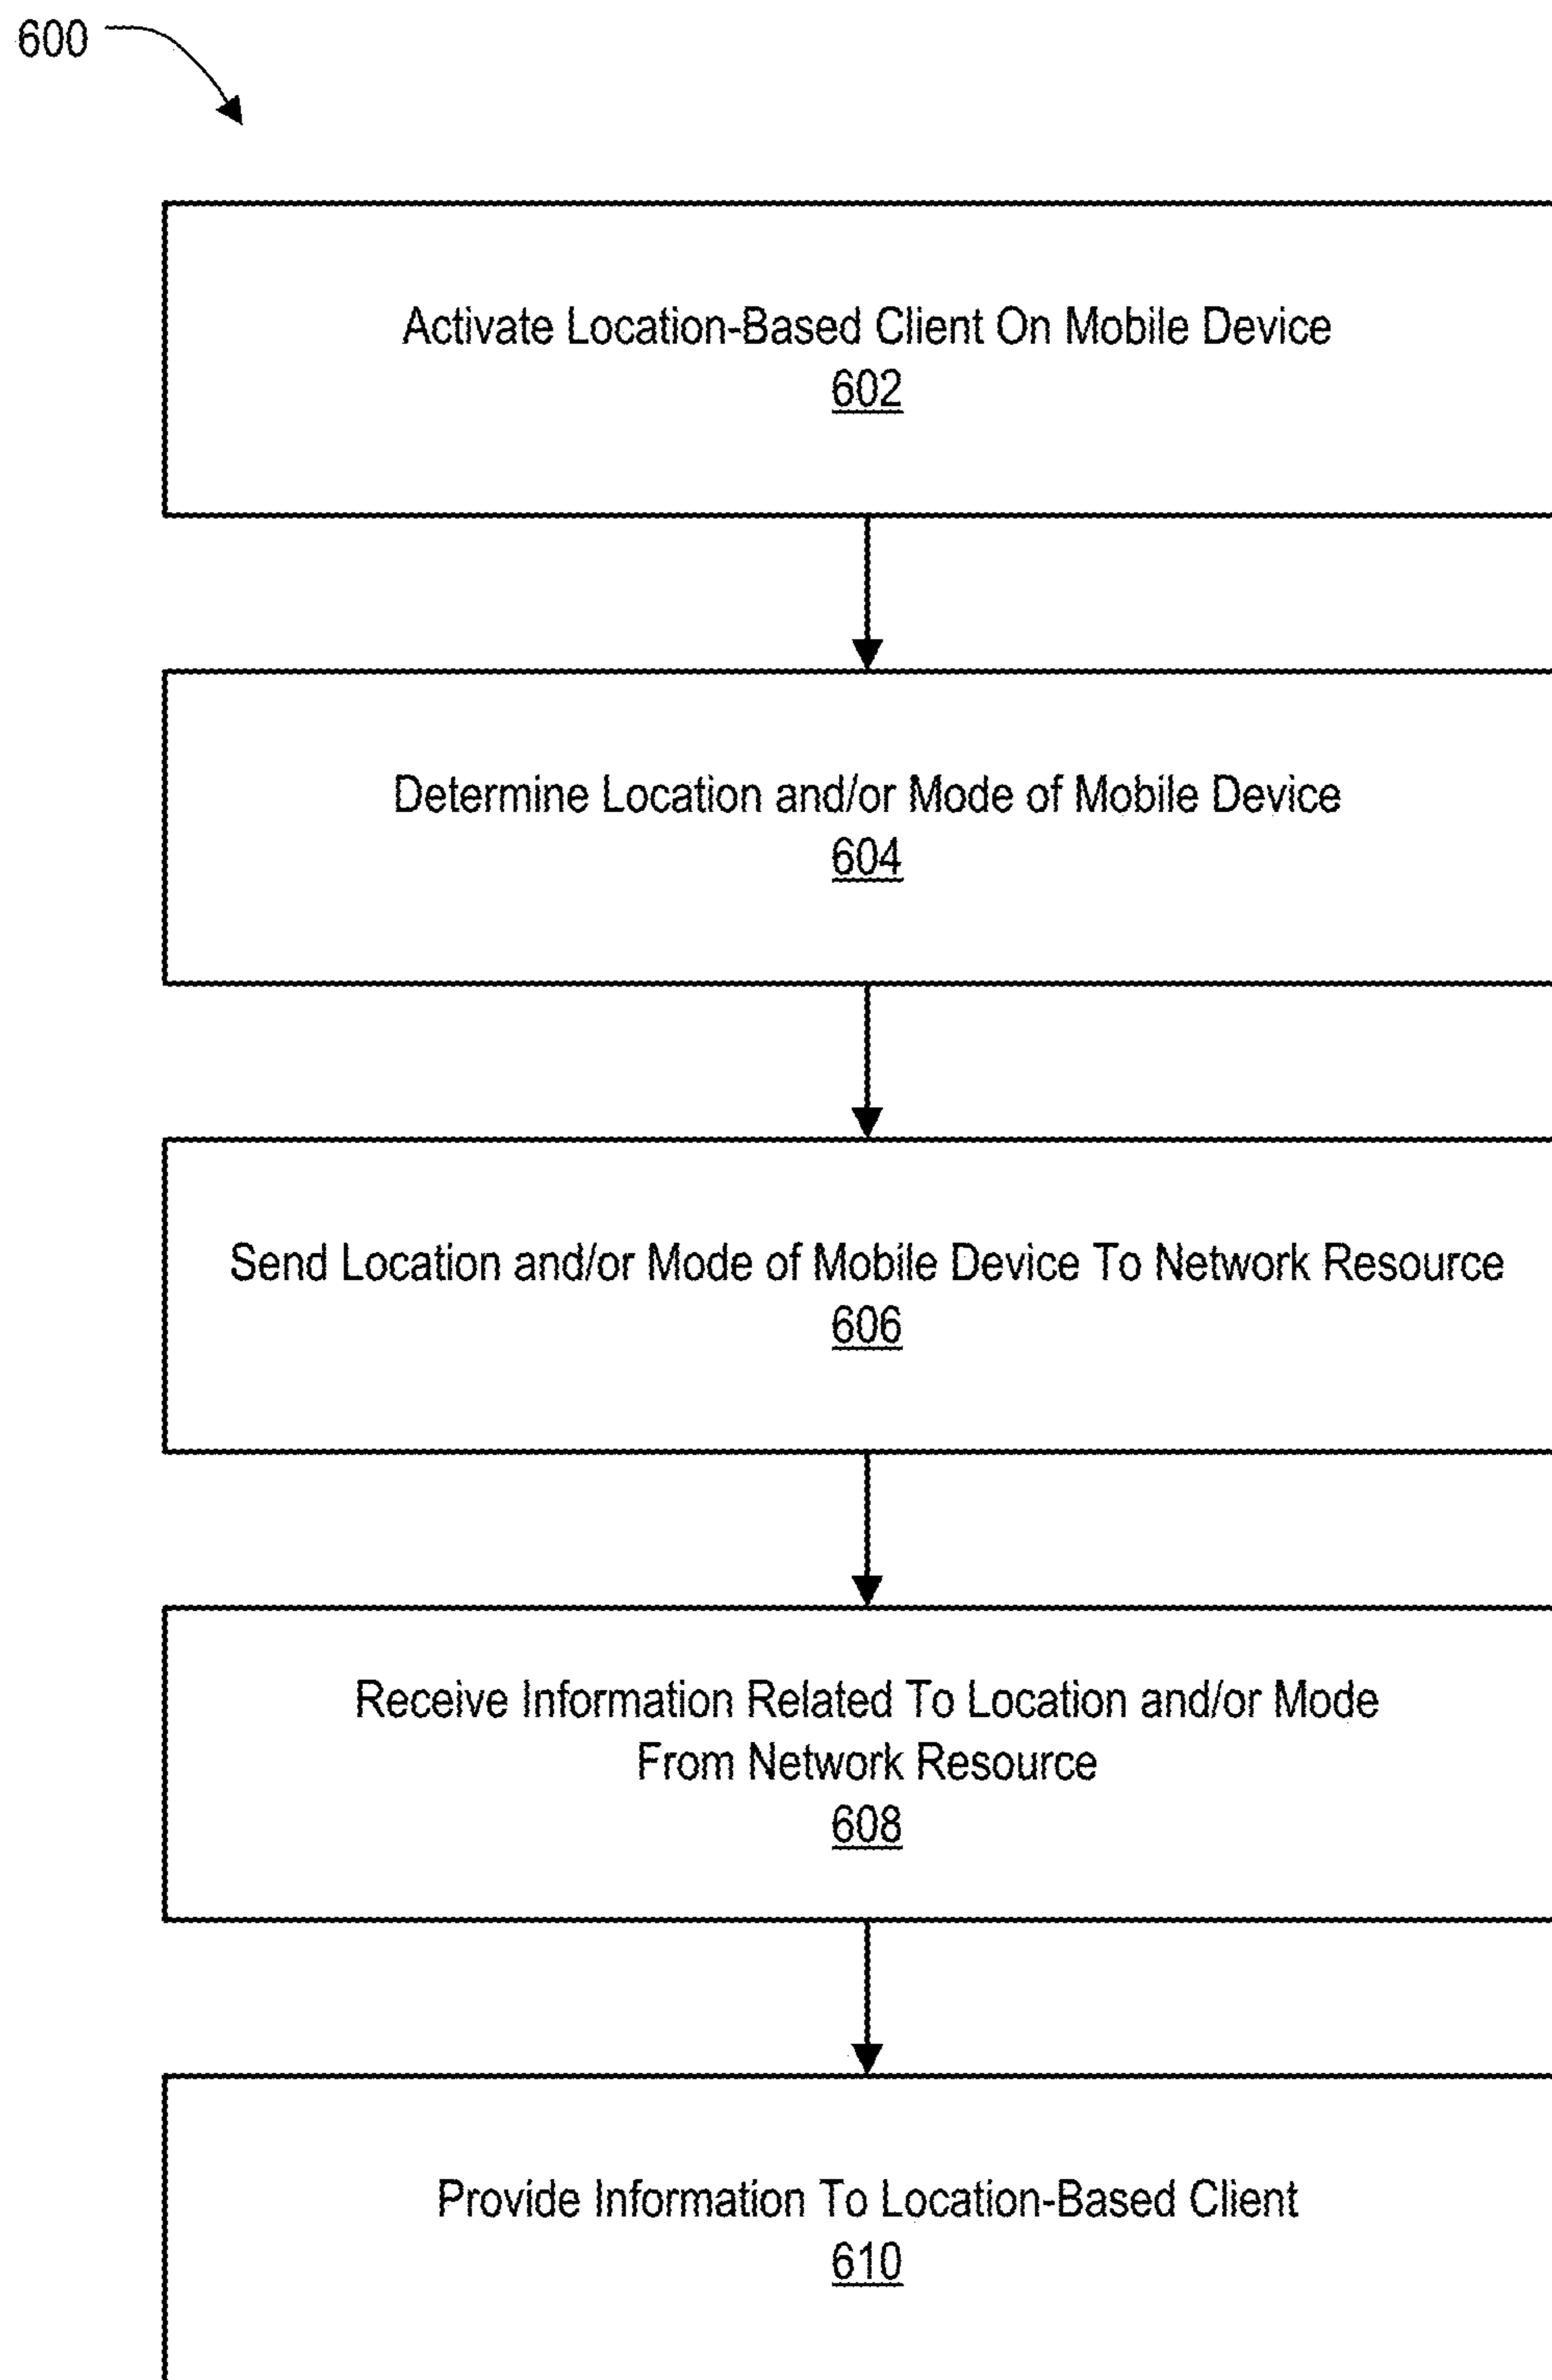 600
Activate Location-Based Client On Mobile Device
602
Determine Location and/or Mode of Mobile Device
604
Send Location and/or Mode of Mobile Device To Network Resource
606
Receive Information Related To Location and/or Mode
From Network Resource
608
Provide Information To Location-Based Client
610